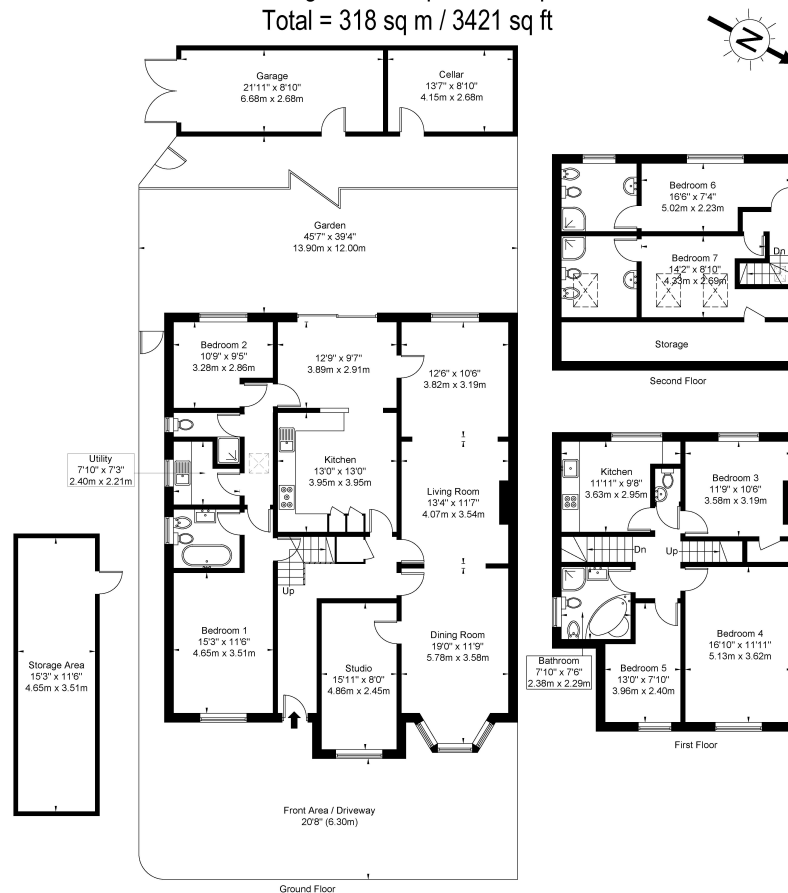 Total = 318 sq m / 3421 sq ft
N
Garage
21'11" x 8'10"
6.68m x 2.68m
Cellar
13'7" x 8'10"
4.15m x 2.68m
Garden
45'7" x 39'4"
13.90m x 12.00m
Bedroom 6
16'6" x 7'4"
5.02m x 2.23m
Dn
Bedroom 7
14'2" x 8'10"
4.33m x 2.69m
x
x
x
Storage
Second Floor
Bedroom 2
10'9" x 9'5"
3.28m x 2.86m
12'9" x 9'7"
3.89m x 2.91m
12'6" x 10'6"
3.82m x 3.19m
Utility
7'10" x 7'3"
2.40m x 2.21m
Kitchen
13'0" x 13'0"
3.95m x 3.95m
Living Room
13'4" x 11'7"
4.07m x 3.54m
Up
Bedroom 1
15'3" x 11'6"
4.65m x 3.51m
Studio
15'11" x 8'0"
4.86m x 2.45m
Dining Room
19'0" x 11'9"
5.78m x 3.58m
Storage Area
15'3" x 11'6"
4.65m x 3.51m
Front Area / Driveway
20'8" (6.30m)
Ground Floor
Kitchen
11'11" x 9'8"
3.63m x 2.95m
Bedroom 3
11'9" x 10'6"
3.58m x 3.19m
Dn
Up
Bathroom
7'10" x 7'6"
2.38m x 2.29m
Bedroom 5
13'0" x 7'10"
3.96m x 2.40m
Bedroom 4
16'10" x 11'11"
5.13m x 3.62m
First Floor